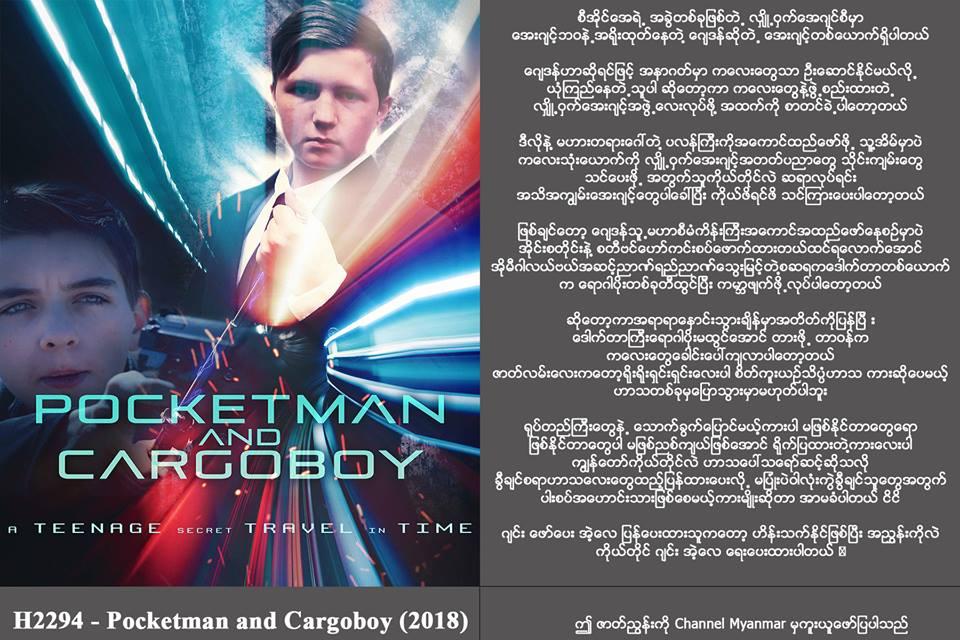 POCKETMAN
AND
CARGOBOY
A TEENAGE SECRET TRAVEL IN TIME
H2294 - Pocketman and Cargoboy (2018)
စီအိုင်အေရဲ့ အခွဲတစ်ခုဖြစ်တဲ့ လျှို့ဝှက်အေဂျင်စီမှာ
အေးဂျင့်ဘဝနဲ့အရိုးထုတ်နေတဲ့ ဂျေဒန်ဆိုတဲ့ အေးဂျင့်တစ်ယောက်ရှိပါတယ်
ဂျေဒန်ဟာဆိုရင်ဖြင့် အနာဂတ်မှာ ကလေးတွေသာ ဦးဆောင်နိုင်မယ်လို့
ယုံကြည်နေတဲ့သူပါ ဆိုတော့ကာ ကလေးတွေနဲ့ဖွဲ့စည်းထားတဲ့
လျှို့ဝှက်အေးဂျင့်အဖွဲ့လေးလုပ်ဖို့ အထက်ကို စာတင်ခဲ့ပါတော့တယ်
ဒီလိုနဲ့ မဟားတရားဂေါ်တဲ့ ပလန်ကြီးကိုအကောင်ထည်ဖော်ဖို့ သူ့အိမ်မှာပဲ
ကလေးသုံးယောက်ကို လျှို့ဝှက်အေးဂျင့်အတတ်ပညာတွေ သိုင်းကျမ်းတွေ
သင်ပေးဖို့ အတွက်သူကိုယ်တိုင်လဲ ဆရာလုပ်ရင်း
အသိအကျွမ်းအေးဂျင့်တွေပါခေါ်ပြီး ကိုယ်ဖိရင်ဖိ သင်ကြားပေးပါတော့တယ်
ဖြစ်ချင်တော့ ဂျေဒန်သူ့မဟာစီမံကိန်းကြီးအကောင်အထည်ဖော်နေစဉ်မှာပဲ
အိုင်းစတိုင်းနဲ့ စတီဗင်ဟော်ကင်းစပ်ဖောက်ထားတယ်ထင်ရလောက်အောင်
အိုမီဂါလယ်ဗယ်အဆင့်ညာဏ်ရည်ညာဏ်သွေးမြင့်တဲ့စဆရကဒေါက်တာတစ်ယောက်
က ရောဂါပိုးတစ်ခုတီထွင်ပြီး ကမ္ဘာဖျက်ဖို့လုပ်ပါတော့တယ်
ဆိုတော့ကာအရာရာနှောင်းသွားချိန်မှာအတိတ်ကိုပြန်ပြီး
ဒေါက်တာကြီးရောဂါပိုးမထွင်အောင် တားဖို့ တာဝန်က
ကလေးတွေခေါင်းပေါ်ကျလာပါတော့တယ်
ဇာတ်လမ်းလေးကတော့ရိုးရိုးရှင်းရှင်းလေးပါ စိတ်ကူးယဉ်သိပ္ပံဟာသ ကားဆိုပေမယ့်
ဟာသတစ်ခုမှပြောသွားမှာမဟုတ်ပါဘူး
ရုပ်တည်ကြီးတွေနဲ့ သောက်ခွက်ပြောင်မယ့်ကားပါ မဖြစ်နိုင်တာတွေရော
ဖြစ်နိုင်တာတွေပါ မဖြစ်ညစ်ကျယ်ဖြစ်အောင် ရိုက်ပြထားတဲ့ကားလေးပါ
ကျွန်တော်ကိုယ်တိုင်လဲ ဟာသပေါ်သရော်ဆင့်ဆိုသလို
ခွီချင်စရာဟာသလေးတွေထည့်ပြန်ထားပေးလို့ မပြုံးပဲဝါးလုံးကွဲခွီချင်သူတွေအတွက်
ပါးစပ်အဟောင်းသားဖြစ်စေမယ့်ကားမျိုးဆိုတာ အာမခံပါတယ် ငိငိ
ဂျင်း ဖော်ပေး အဲ့လေ ပြန်ပေးထားသူကတော့ ဟိန်းသက်နိုင်ဖြစ်ပြီး အညွှန်းကိုလဲ
ကိုယ်တိုင် ဂျင်း အဲ့လေ ရေးပေးထားပါတယ်
ဤ ဇာတ်ညွှန်းကို Channel Myanmar မှကူးယူဖော်ပြပါသည်